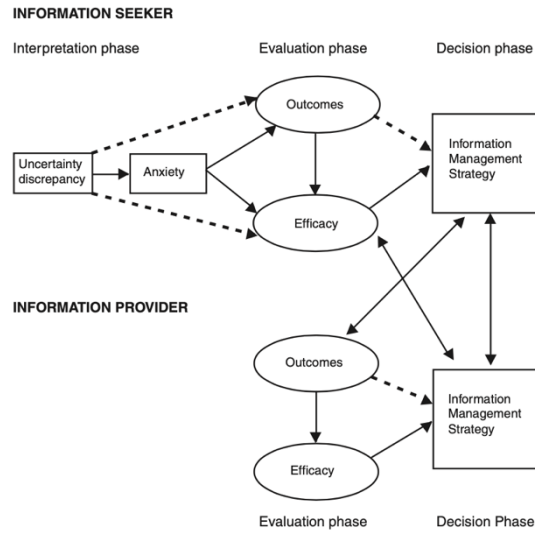 INFORMATION SEEKER
Interpretation phase
Evaluation phase
Decision phase
Outcomes
Uncertainty
discrepancy
Anxiety
Information
Management
Strategy
Efficacy
INFORMATION PROVIDER
Outcomes
Information
Management
Strategy
Efficacy
Evaluation phase
Decision Phase